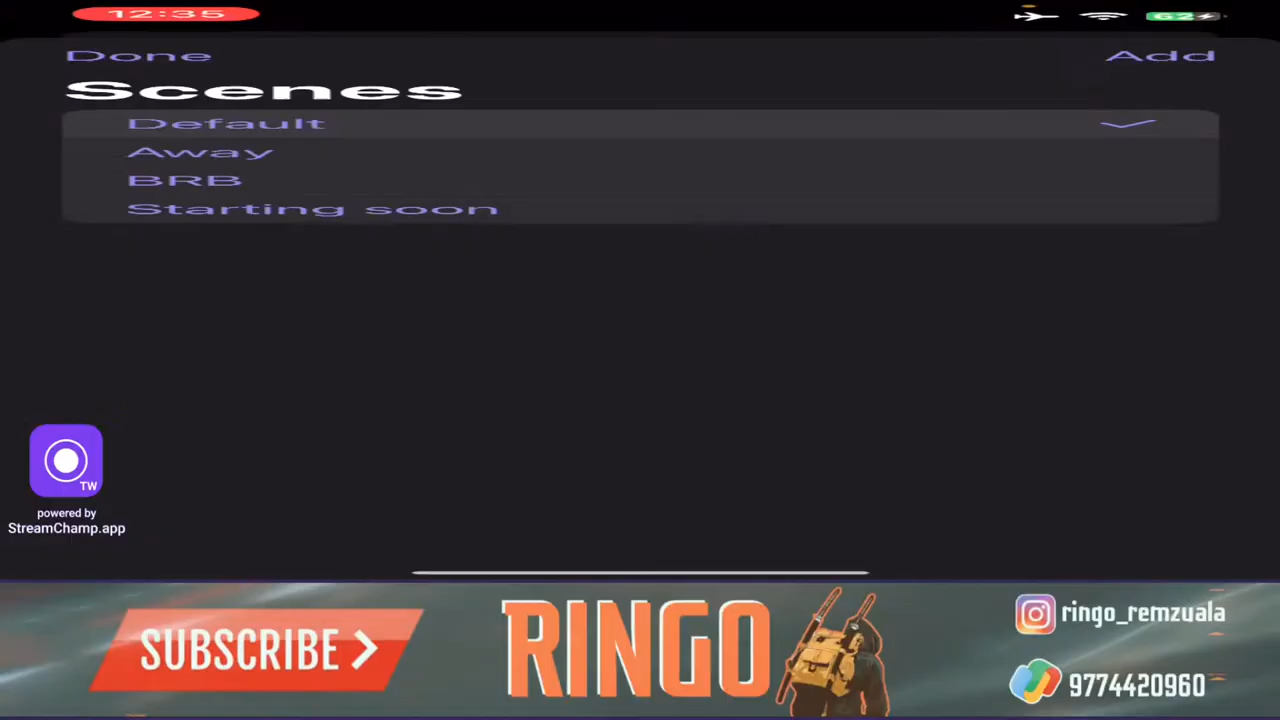 12:35
62
Done
Add
Scenes
Default
Away
BRB
Starting soon
TW
powered by
StreamChamp.app
SUBSCRIBE >
RINGO
ringo_remzuala
9774420960